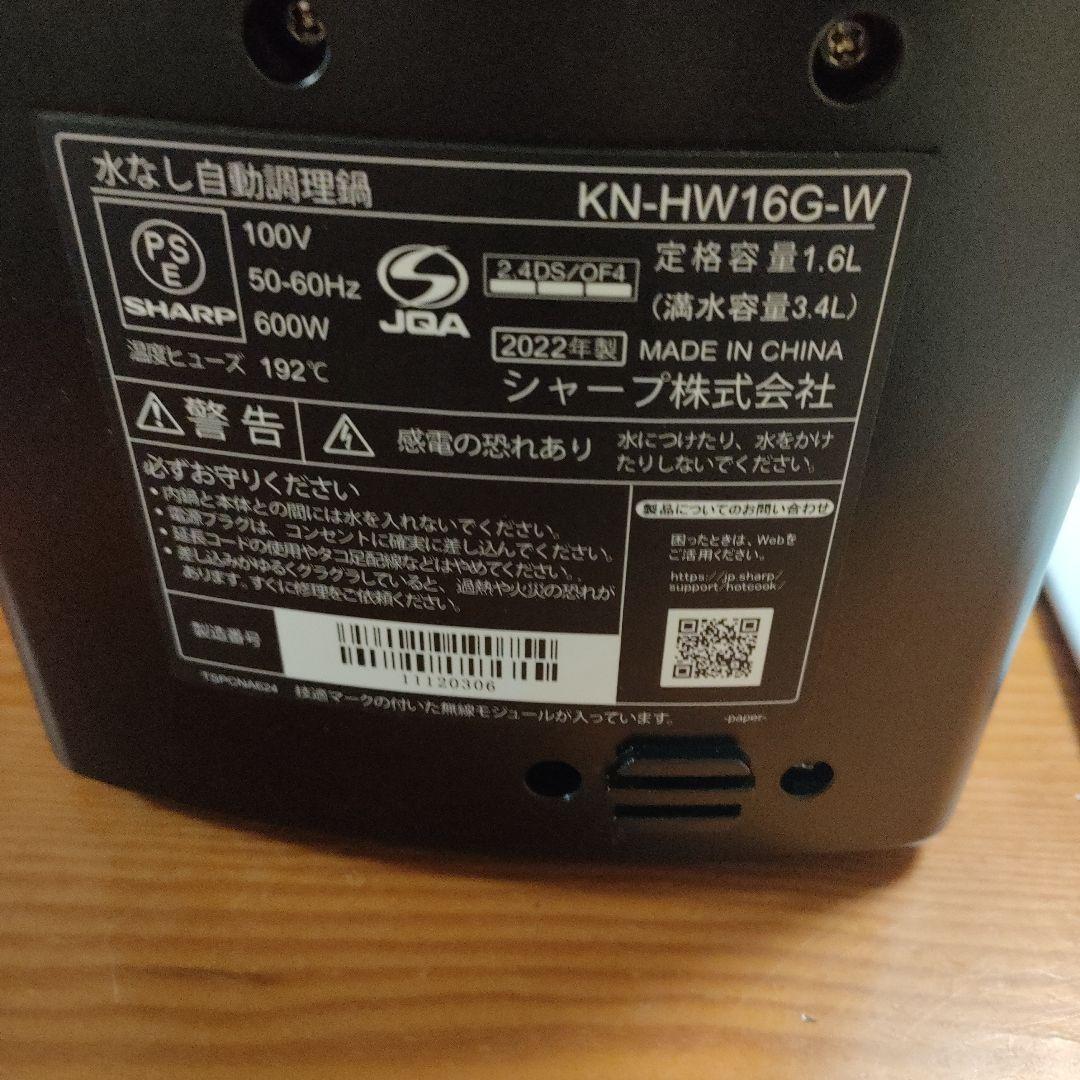 水なし自動調理鍋
KN-HW16G-W
PSE
SHARP
100V
50-60Hz
600W
温度ヒューズ 192℃
JQA
2.4DS/OF4
定格容量1.6L
(満水容量3.4L)
2022年製 MADE IN CHINA
シャープ株式会社
警告
感電の恐れあり
水につけたり、水をかけ
たりしないでください。
必ずお守りください
・内鍋と本体との間には水を入れないでください。
・電源プラグは、コンセントに確実に差し込んでください。
・延長コードの使用やタコ足配線などはやめてください。
・差し込みがゆるくグラグラしていると、過熱や火災の恐れが
あります。すぐに修理をご依頼ください。
製品についてのお問い合わせ
困ったときは、Webを
ご活用ください。
https://jp.sharp/
support/hotcook/
製造番号
11120306
技適マークの付いた無線モジュールが入っています。
-paper-